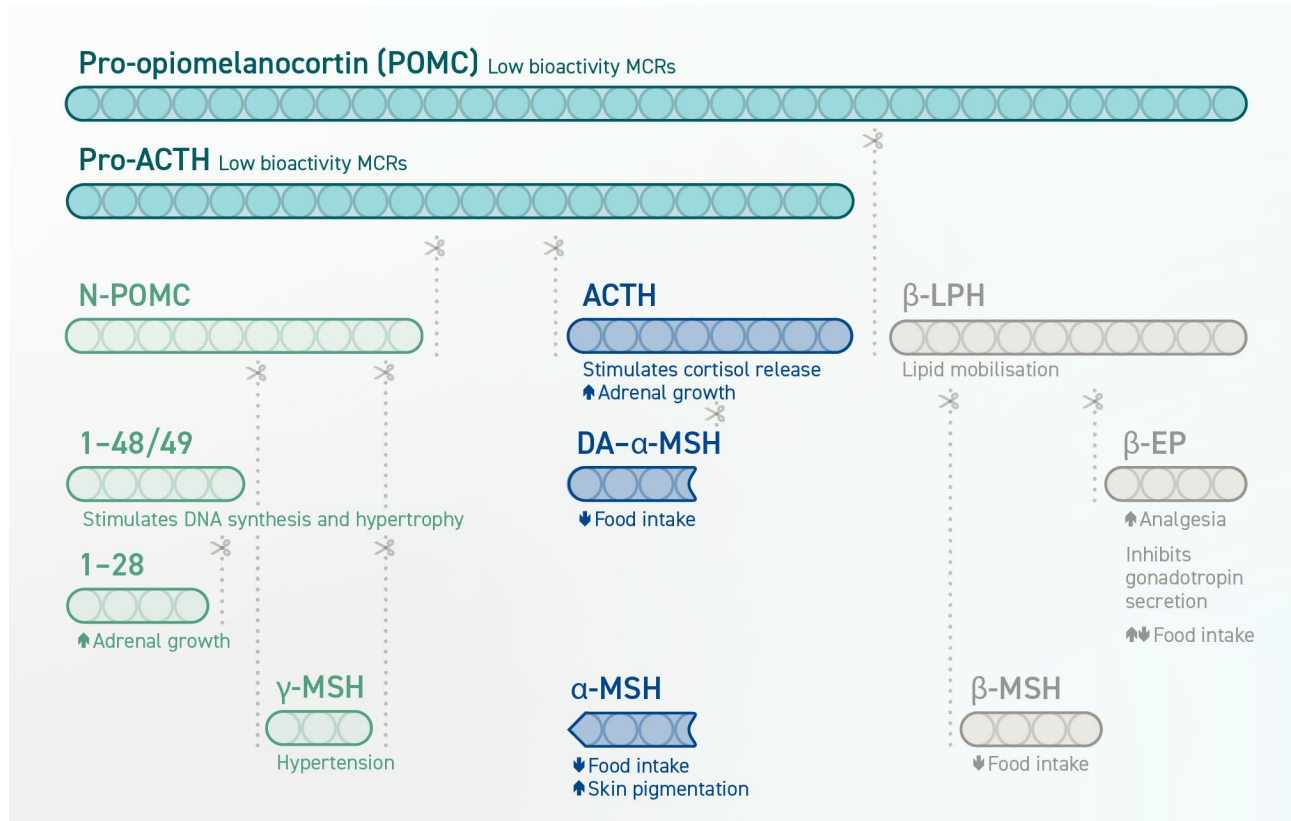 Pro-opiomelanocortin (POMC) Low bioactivity MCRs
Pro-ACTH Low bioactivity MCRs
N-POMC
ACTH
Stimulates cortisol release
Adrenal growth
β-LPH
Lipid mobilisation
1–48/49
Stimulates DNA synthesis and hypertrophy
DA–α-MSH
Food intake
β-EP
Analgesia
Inhibits
gonadotropin
secretion
Food intake
1–28
Adrenal growth
γ-MSH
Hypertension
α-MSH
Food intake
Skin pigmentation
β-MSH
Food intake